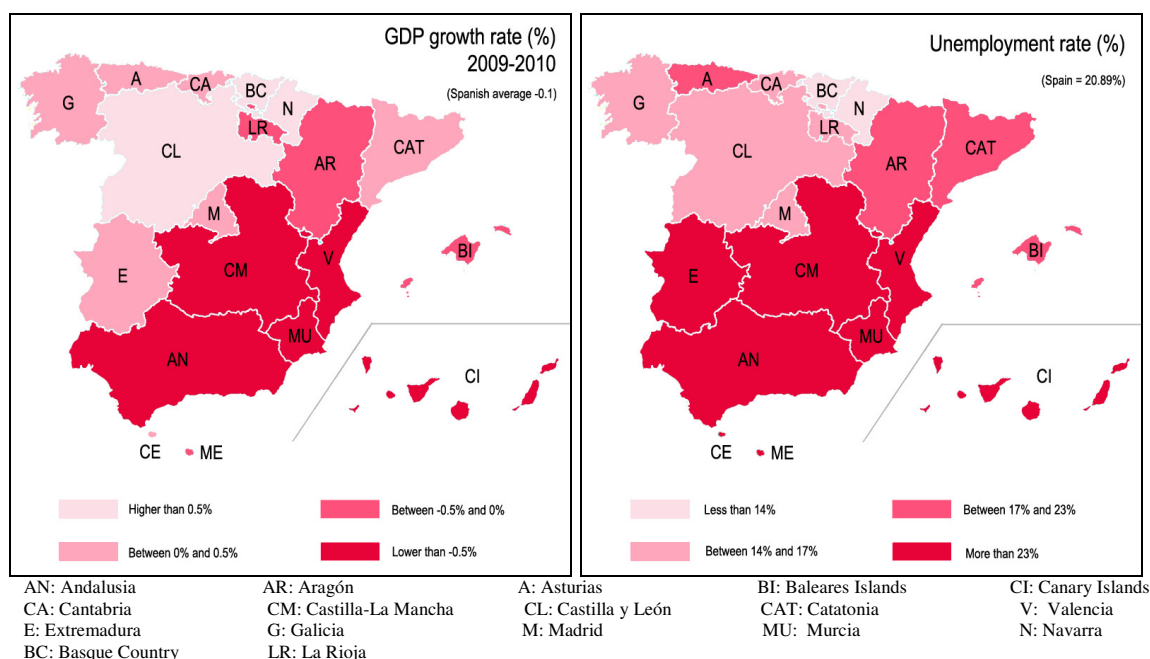 GDP growth rate (%)
2009-2010
(Spanish average -0.1)
A
CA
BC
G
N
LR
CL
CAT
AR
M
BI
E
CM
V
MU
AN
CI
CE
ME
Higher than 0.5%
Between -0.5% and 0%
Between 0% and 0.5%
Lower than -0.5%
Unemployment rate (%)
(Spain = 20.89%)
A
CA
BC
G
N
LR
CL
CAT
AR
M
BI
E
CM
V
MU
AN
CI
CE
ME
Less than 14%
Between 17% and 23%
Between 14% and 17%
More than 23%
AN: Andalusia AR: Aragón A: Asturias BI: Baleares Islands CI: Canary Islands
CA: Cantabria CM: Castilla-La Mancha CL: Castilla y León CAT: Catatonia V: Valencia
E: Extremadura G: Galicia M: Madrid MU: Murcia N: Navarra
BC: Basque Country LR: La Rioja